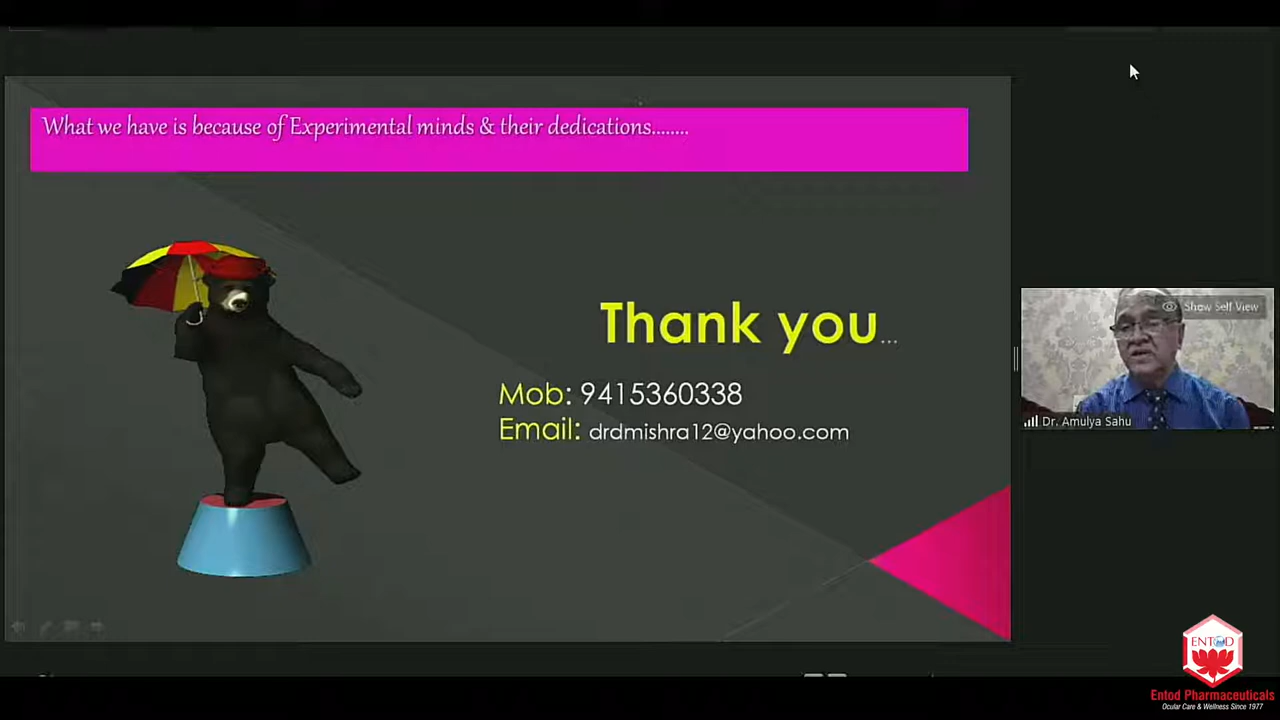 What we have is because of Experimental minds & their dedications........
Thank you...
Mob: 9415360338
Email: drdmishra12@yahoo.com
Show Self View
Dr. Amulya Sahu
ENTOD
Entod Pharmaceuticals
Ocular Care & Wellness Since 1977